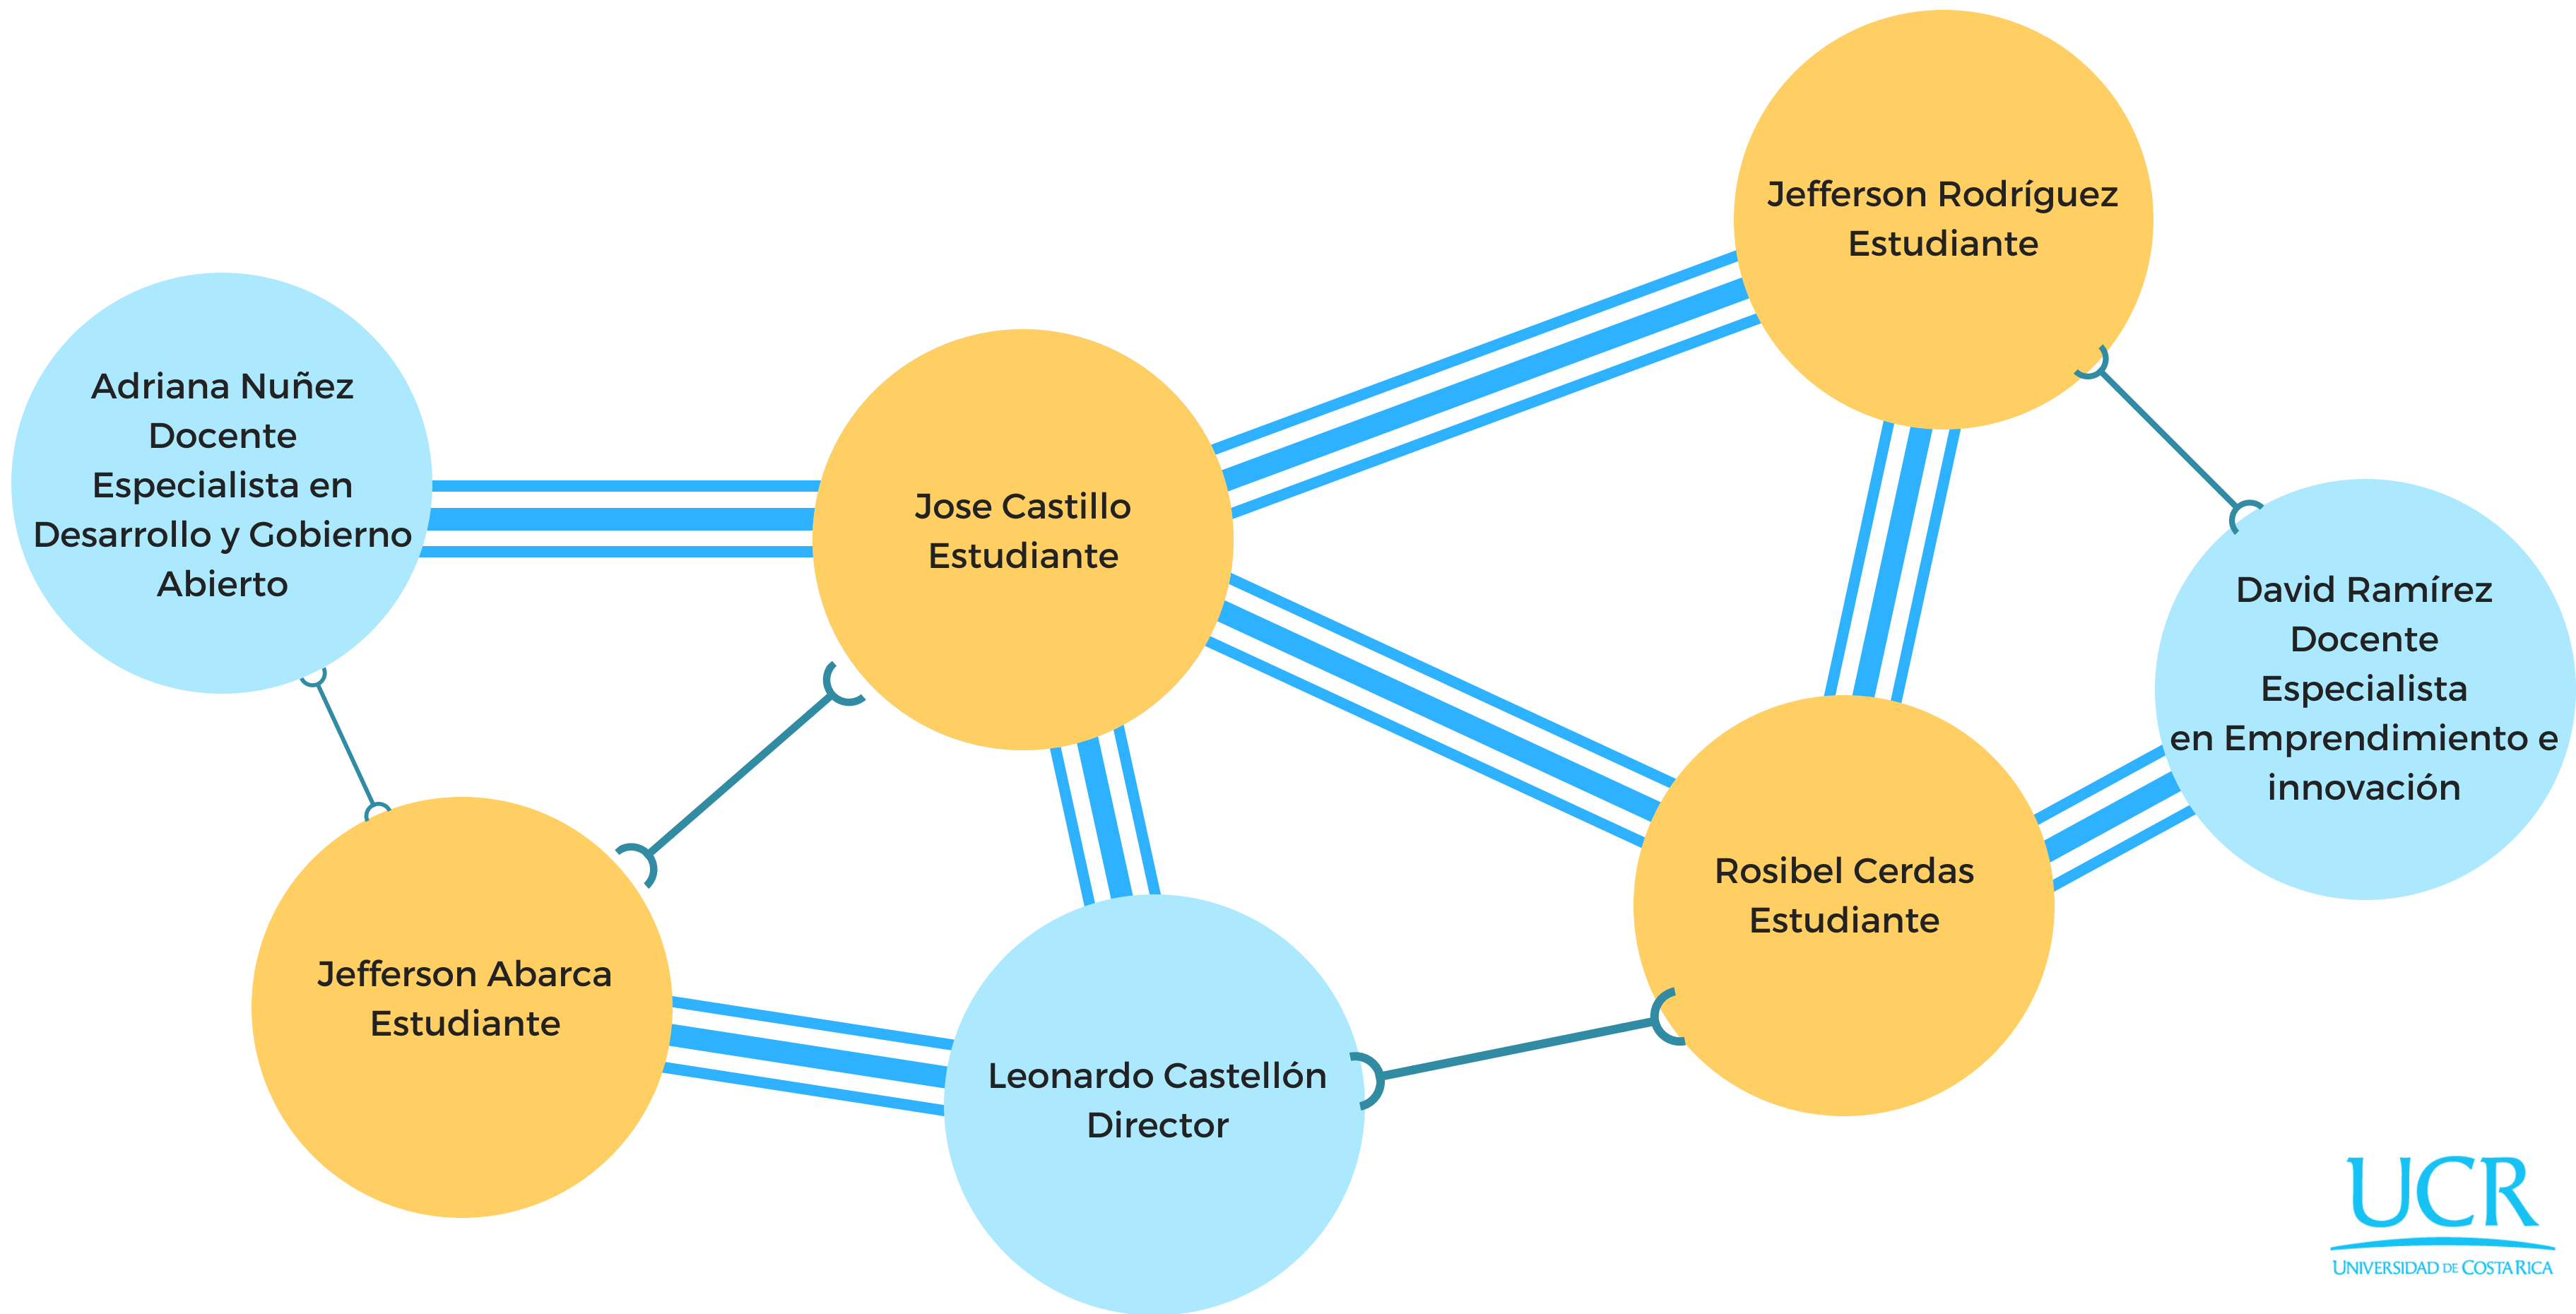 Jefferson Rodríguez
Estudiante
Adriana Nuñez
Docente
Especialista en
Desarrollo y Gobierno
Abierto
Jose Castillo
Estudiante
David Ramírez
Docente
Especialista
en Emprendimiento e
innovación
Rosibel Cerdas
Estudiante
Jefferson Abarca
Estudiante
Leonardo Castellón
Director
UCR
UNIVERSIDAD DE COSTA RICA